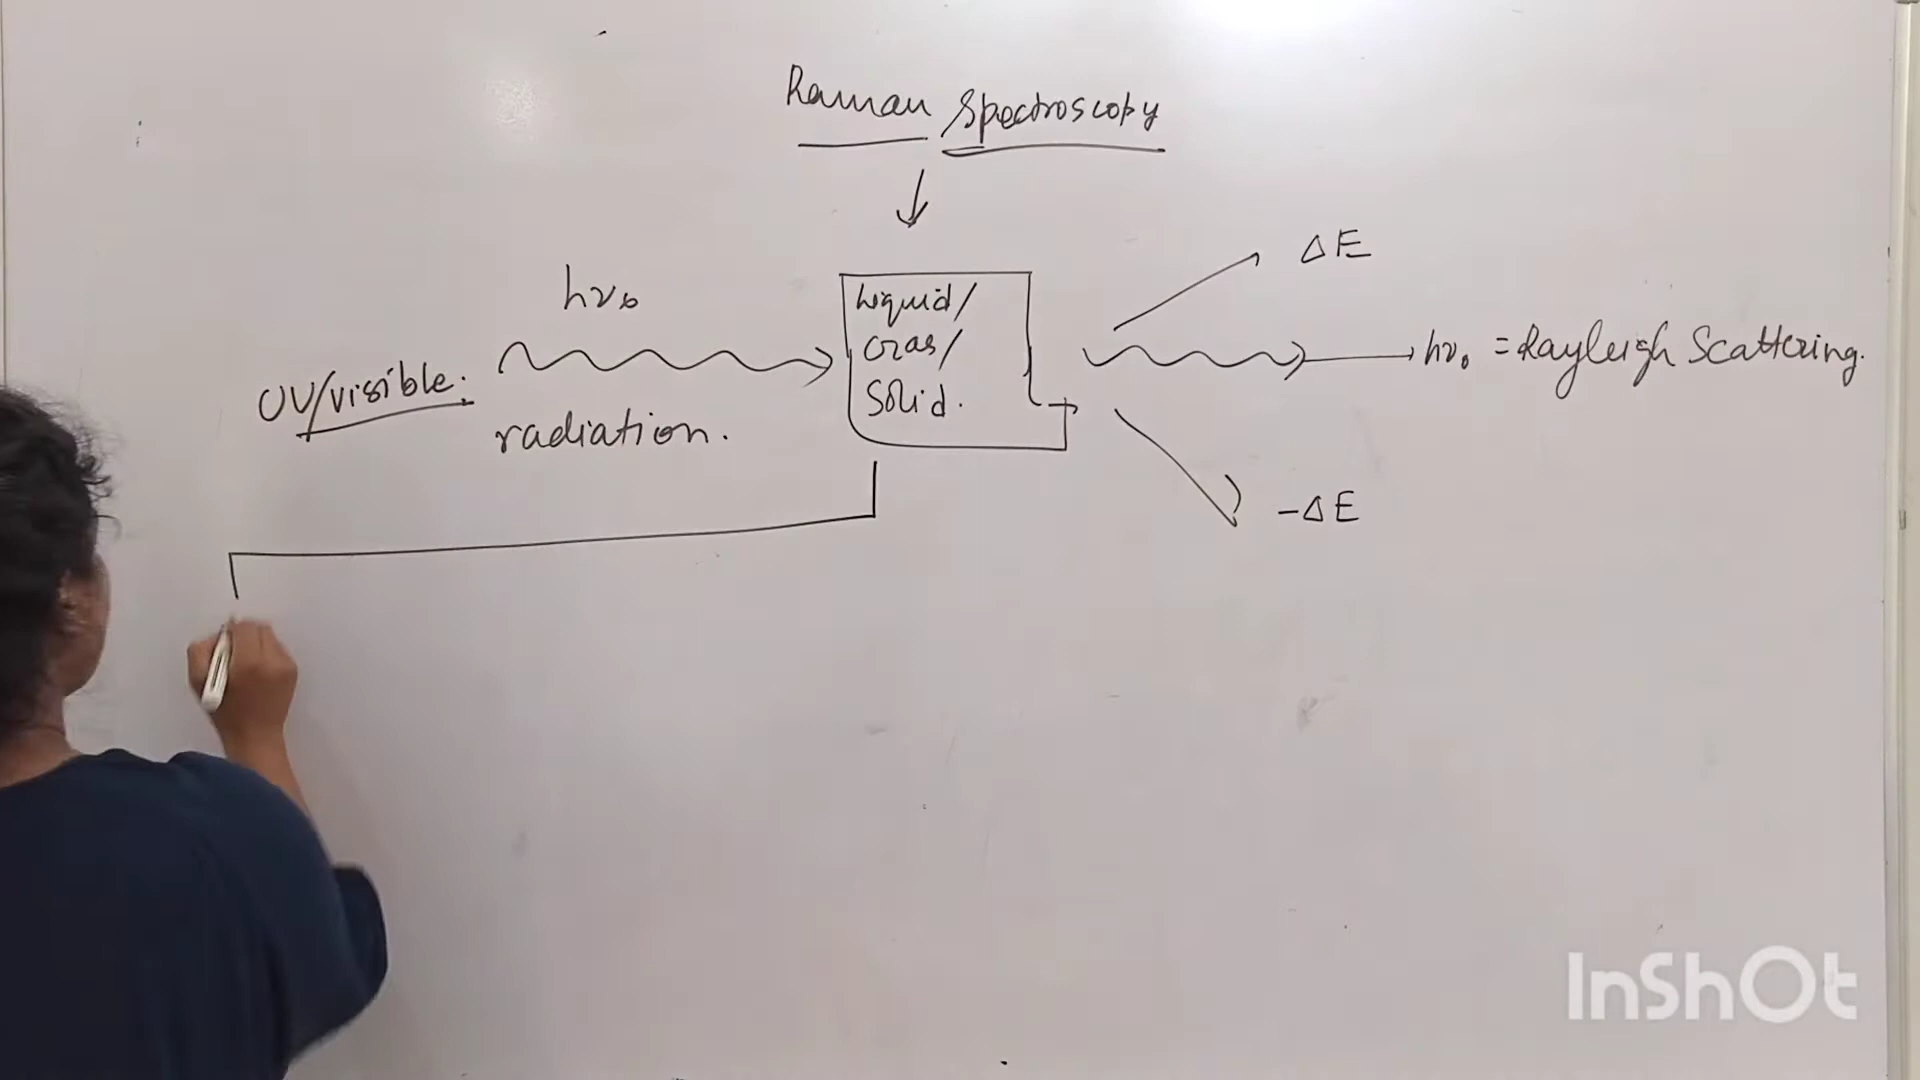 Raman Spectroscopy
ΔE
hν₀
Liquid/
Gas/
Solid.
hν₀ = Rayleigh Scattering.
UV/visible.
radiation.
-ΔE
InShOt